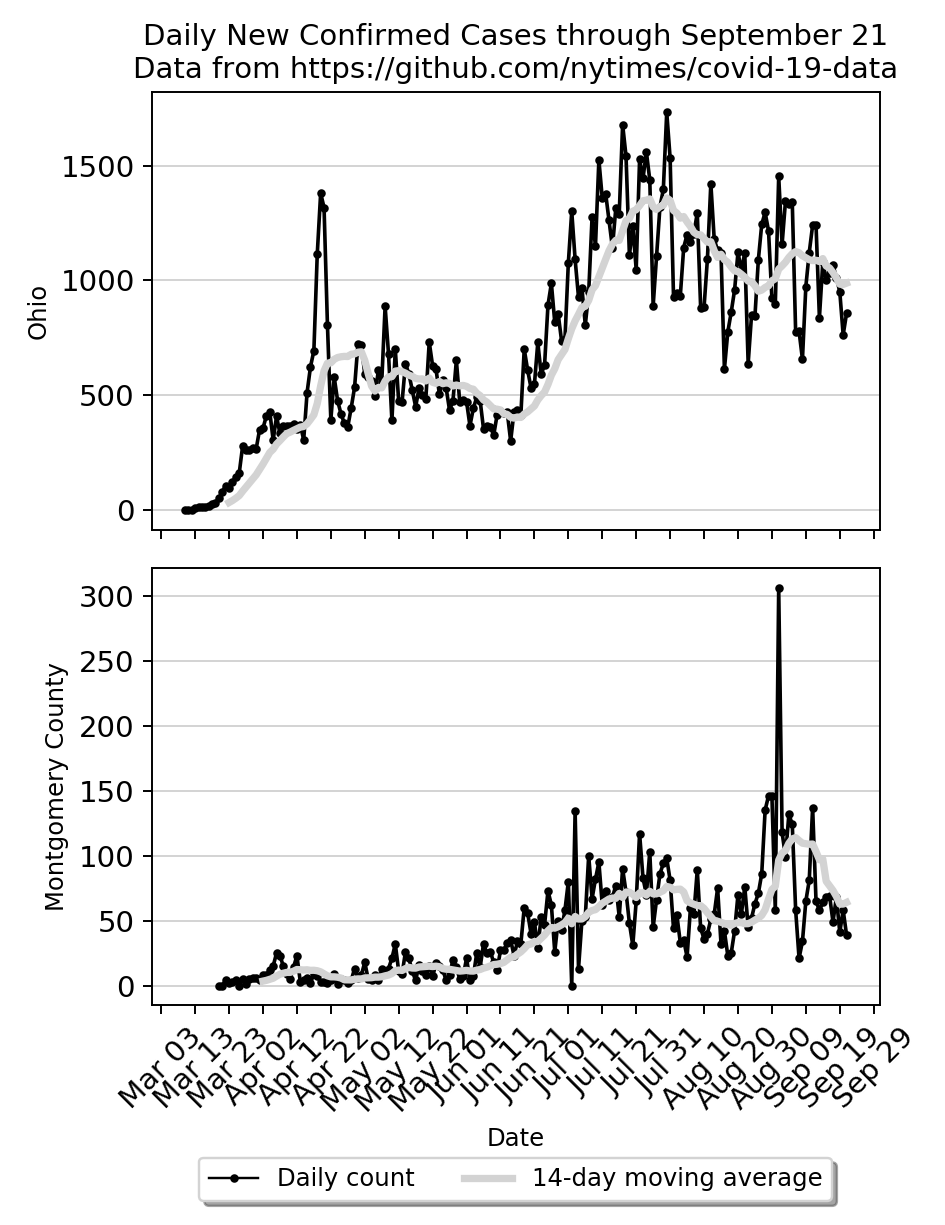 Daily New Confirmed Cases through September 21
Data from https://github.com/nytimes/covid-19-data
1500
1000
500
0
Ohio
300
250
200
150
100
50
0
Montgomery County
Mar 03
Mar 13
Mar 23
Apr 02
Apr 12
Apr 22
May 02
May 12
May 22
Jun 01
Jun 11
Jun 21
Jul 01
Jul 11
Jul 21
Jul 31
Aug 10
Aug 20
Aug 30
Sep 09
Sep 19
Sep 29
Date
Daily count
14-day moving average